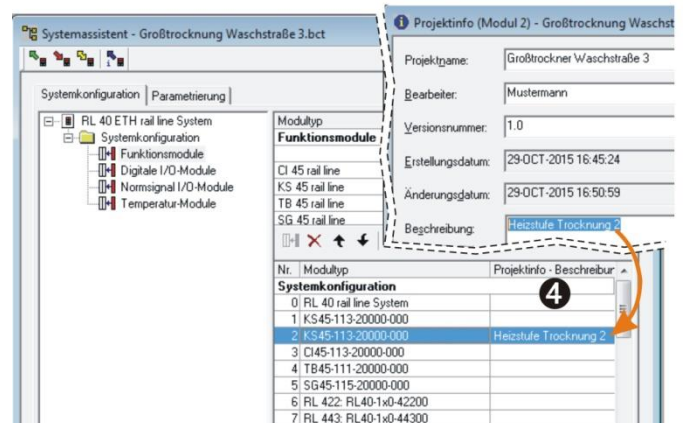 Systemassistent - Großtrocknung Waschstraße 3.bct
Systemkonfiguration
Parametrierung
RL 40 ETH rail line System
Systemkonfiguration
Funktionsmodule
Digitale I/O-Module
Normsignal I/O-Module
Temperatur-Module
Modultyp
Funktionsmodule
CI 45 rail line
KS 45 rail line
TB 45 rail line
SG 45 rail line
Projektinfo (Modul 2) - Großtrocknung Waschst
Projektname: Großtrockner Waschstraße 3
Bearbeiter: Mustermann
Versionsnummer: 1.0
Erstellungsdatum: 29-OCT-2015 16:45:24
Änderungsdatum: 29-OCT-2015 16:50:59
Beschreibung: Heizstufe Trocknung 2
Nr. Modultyp Projektinfo - Beschreibur
Systemkonfiguration
4
0 RL 40 rail line System
1 KS45-113-20000-000
2 KS45-113-20000-000 Heizstufe Trocknung 2
3 CI45-113-20000-000
4 TB45-111-20000-000
5 SG45-115-20000-000
6 RL 422: RL40-1x0-42200
7 RL 443: RL40-1x0-44300